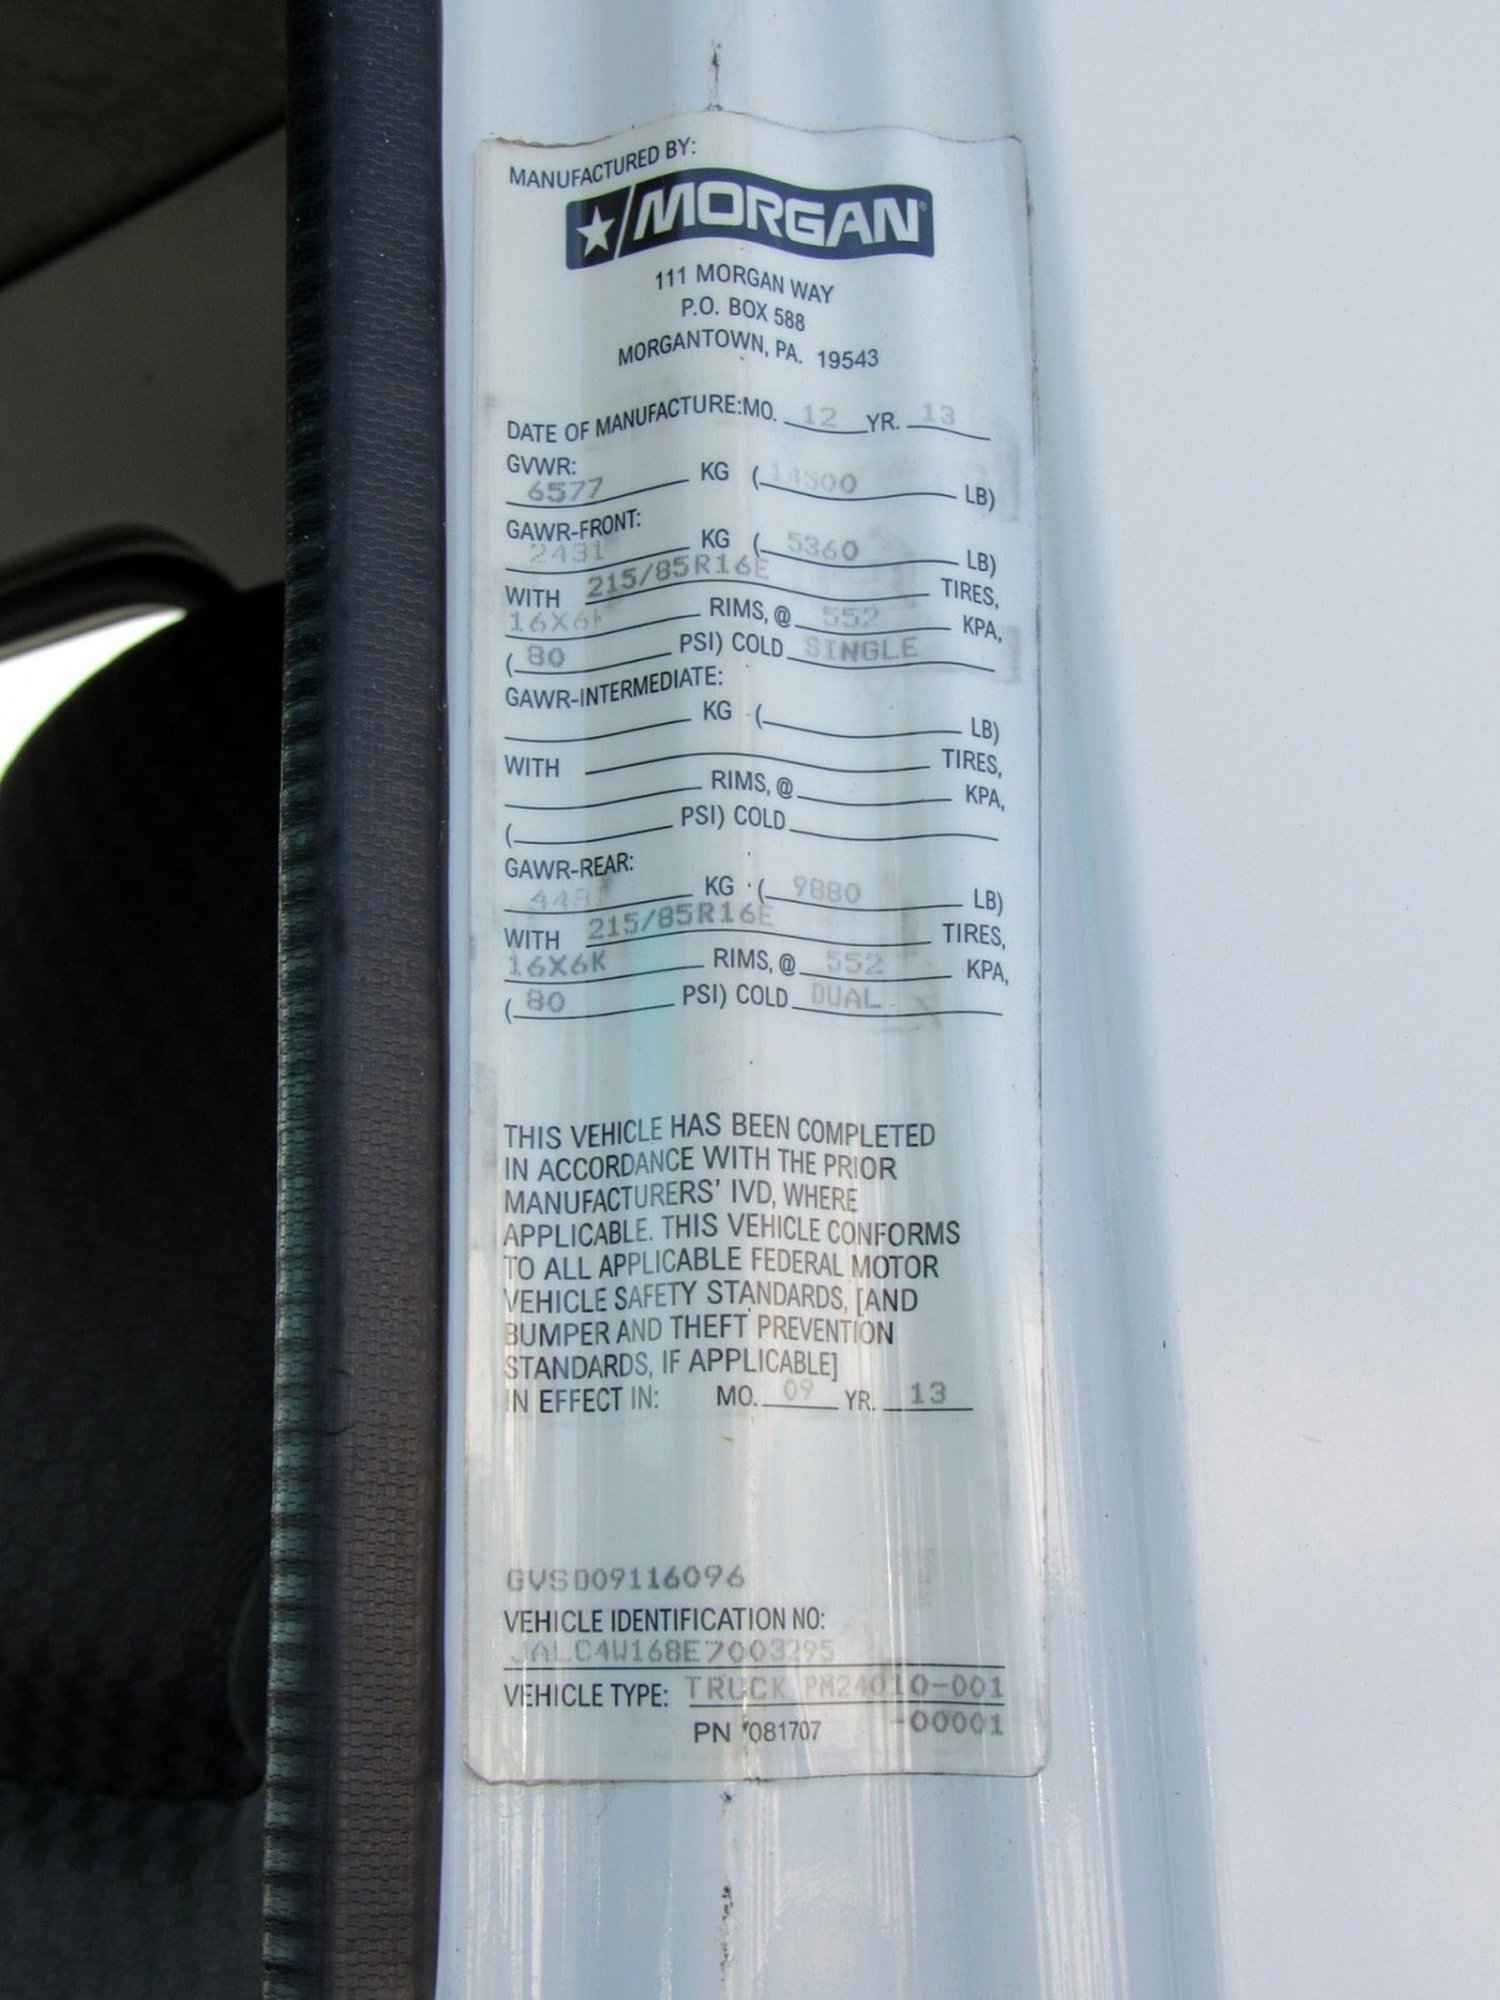 MANUFACTURED BY:
MORGAN
111 MORGAN WAY
P.O. BOX 588
MORGANTOWN, PA. 19543
DATE OF MANUFACTURE:MO. 12 YR. 13
GVWR:
6577 KG (14500 LB)
GAWR-FRONT:
2431 KG (5360 LB)
WITH 215/85R16E TIRES,
RIMS, @ 552 KPA,
(80 PSI) COLD SINGLE
GAWR-INTERMEDIATE:
KG ( LB)
WITH TIRES,
RIMS, @ KPA,
( PSI) COLD
GAWR-REAR:
KG (9880 LB)
WITH 215/85R16E TIRES,
16X6K RIMS, @ 552 KPA,
(80 PSI) COLD DUAL
THIS VEHICLE HAS BEEN COMPLETED
IN ACCORDANCE WITH THE PRIOR
MANUFACTURERS' IVD, WHERE
APPLICABLE. THIS VEHICLE CONFORMS
TO ALL APPLICABLE FEDERAL MOTOR
VEHICLE SAFETY STANDARDS, [AND
BUMPER AND THEFT PREVENTION
STANDARDS, IF APPLICABLE]
IN EFFECT IN: MO. 09 YR. 13
GVSD09116096
VEHICLE IDENTIFICATION NO:
JALC4W168E7003295
VEHICLE TYPE: TRUCK PM24010-001
PN 081707 -00001